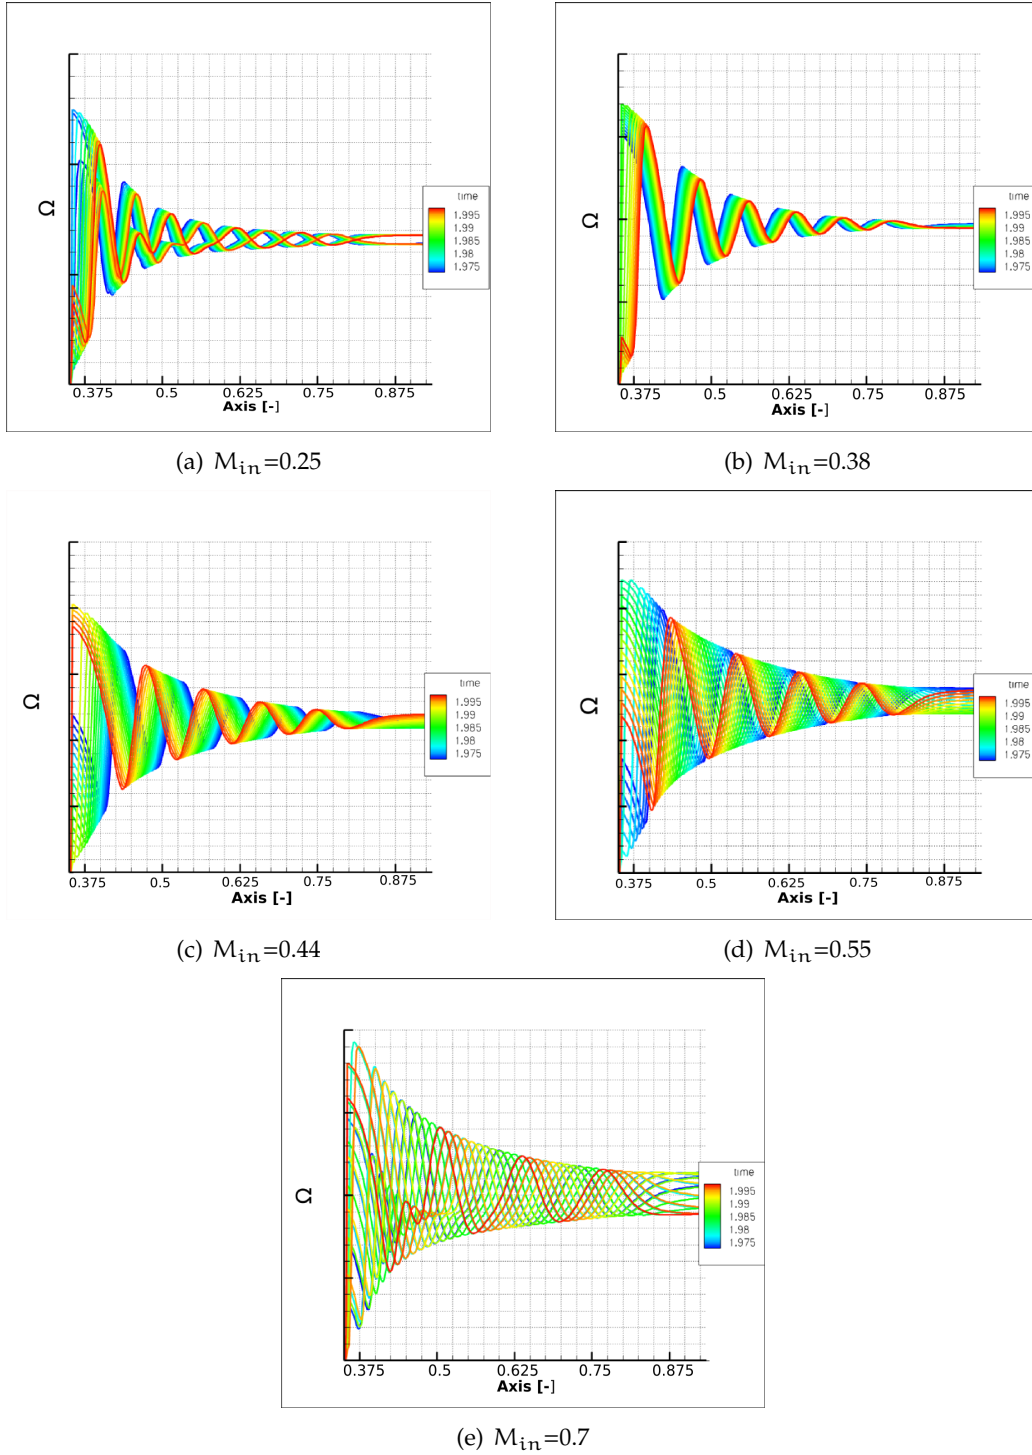 time
1.995
1.99
1.985
1.98
1.975
Ω
0.375 0.5 0.625 0.75 0.875
Axis [-]
(a) M_in=0.25
time
1.995
1.99
1.985
1.98
1.975
Ω
0.375 0.5 0.625 0.75 0.875
Axis [-]
(b) M_in=0.38
time
1.995
1.99
1.985
1.98
1.975
Ω
0.375 0.5 0.625 0.75 0.875
Axis [-]
(c) M_in=0.44
time
1.995
1.99
1.985
1.98
1.975
Ω
0.375 0.5 0.625 0.75 0.875
Axis [-]
(d) M_in=0.55
time
1.995
1.99
1.985
1.98
1.975
Ω
0.375 0.5 0.625 0.75 0.875
Axis [-]
(e) M_in=0.7